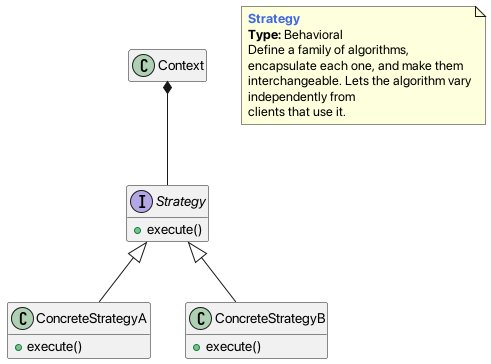 Strategy
Type: Behavioral
Define a family of algorithms,
encapsulate each one, and make them
interchangeable. Lets the algorithm vary
independently from
clients that use it.
C Context
I Strategy
execute()
C ConcreteStrategyA
execute()
C ConcreteStrategyB
execute()